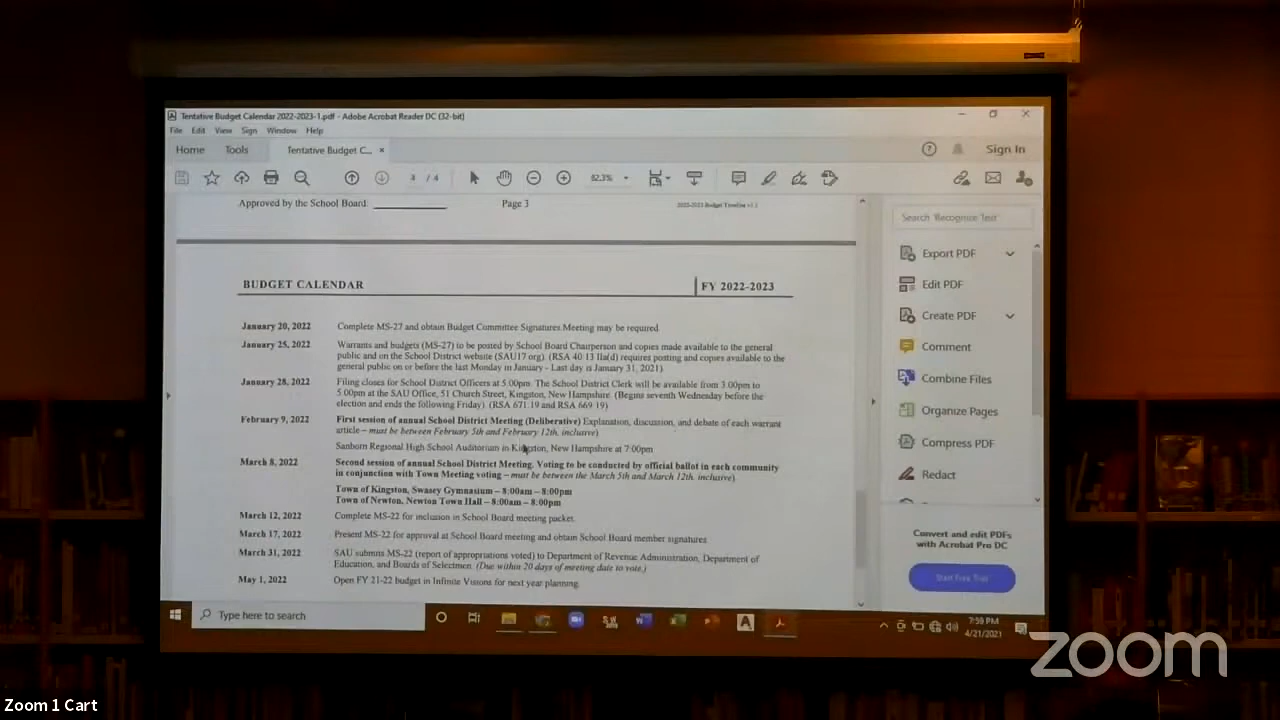 Tentative Budget Calendar 2022-2023-1.pdf - Adobe Acrobat Reader DC (32-bit)
File Edit View Sign Window Help
Home Tools Tentative Budget C... × Sign In
3 / 4 62.3%
Approved by the School Board: Page 3 2022-2023 Budget Timeline
Search 'Recognize Text'
Export PDF
Edit PDF
Create PDF
Comment
Combine Files
Organize Pages
Compress PDF
Redact
Convert and edit PDFs
with Acrobat Pro DC
Start Free Trial
BUDGET CALENDAR FY 2022-2023
January 20, 2022 Complete MS-27 and obtain Budget Committee Signatures Meeting may be required
January 25, 2022 Warrants and budgets (MS-27) to be posted by School Board Chairperson and copies made available to the general
public and on the School District website (SAU17 org). (RSA 40 13 IIa(d) requires posting and copies available to the
general public on or before the last Monday in January - Last day is January 31, 2021).
January 28, 2022 Filing closes for School District Officers at 5:00pm. The School District Clerk will be available from 3:00pm to
5:00pm at the SAU Office, 51 Church Street, Kingston, New Hampshire. (Begins seventh Wednesday before the
election and ends the following Friday). (RSA 671.19 and RSA 669 19)
February 9, 2022 First session of annual School District Meeting (Deliberative) Explanation, discussion, and debate of each warrant
article – must be between February 5th and February 12th. inclusive)
Sanborn Regional High School Auditorium in Kingston, New Hampshire at 7:00pm
March 8, 2022 Second session of annual School District Meeting. Voting to be conducted by official ballot in each community
in conjunction with Town Meeting voting – must be between the March 5th and March 12th. inclusive).
Town of Kingston, Swasey Gymnasium – 8:00am – 8:00pm
Town of Newton, Newton Town Hall – 8:00am – 8:00pm
March 12, 2022 Complete MS-22 for inclusion in School Board meeting packet.
March 17, 2022 Present MS-22 for approval at School Board meeting and obtain School Board member signatures
March 31, 2022 SAU submits MS-22 (report of appropriations voted) to Department of Revenue Administration, Department of
Education, and Boards of Selectmen. (Due within 20 days of meeting date to vote.)
May 1, 2022 Open FY 21-22 budget in Infinite Visions for next year planning.
Type here to search
7:59 PM
4/21/2021
zoom
Zoom 1 Cart